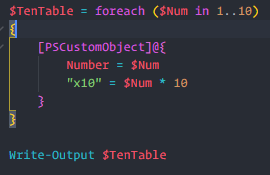 $TenTable = foreach ($Num in 1..10)
{
    [PSCustomObject]@{
        Number = $Num
        "x10" = $Num * 10
    }
}

Write-Output $TenTable